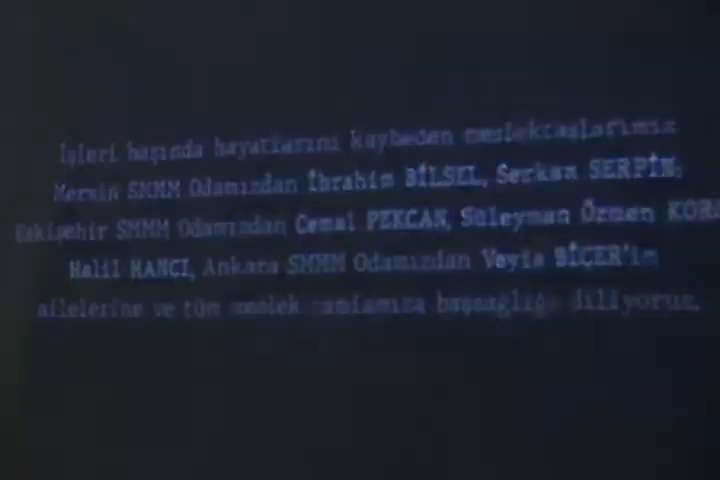 İşleri başında hayatlarını kaybeden meslektaşlarımız
Mersin SMMM Odamızdan İbrahim BİLSEL, Serkan SERPİN,
Eskişehir SMMM Odamızdan Cemal PEKCAN, Süleyman Özmen
Halil HANCI, Ankara SMMM Odamızdan Veyis BİÇER'in
ailelerine ve tüm meslek camiamıza başsağlığı diliyoruz.